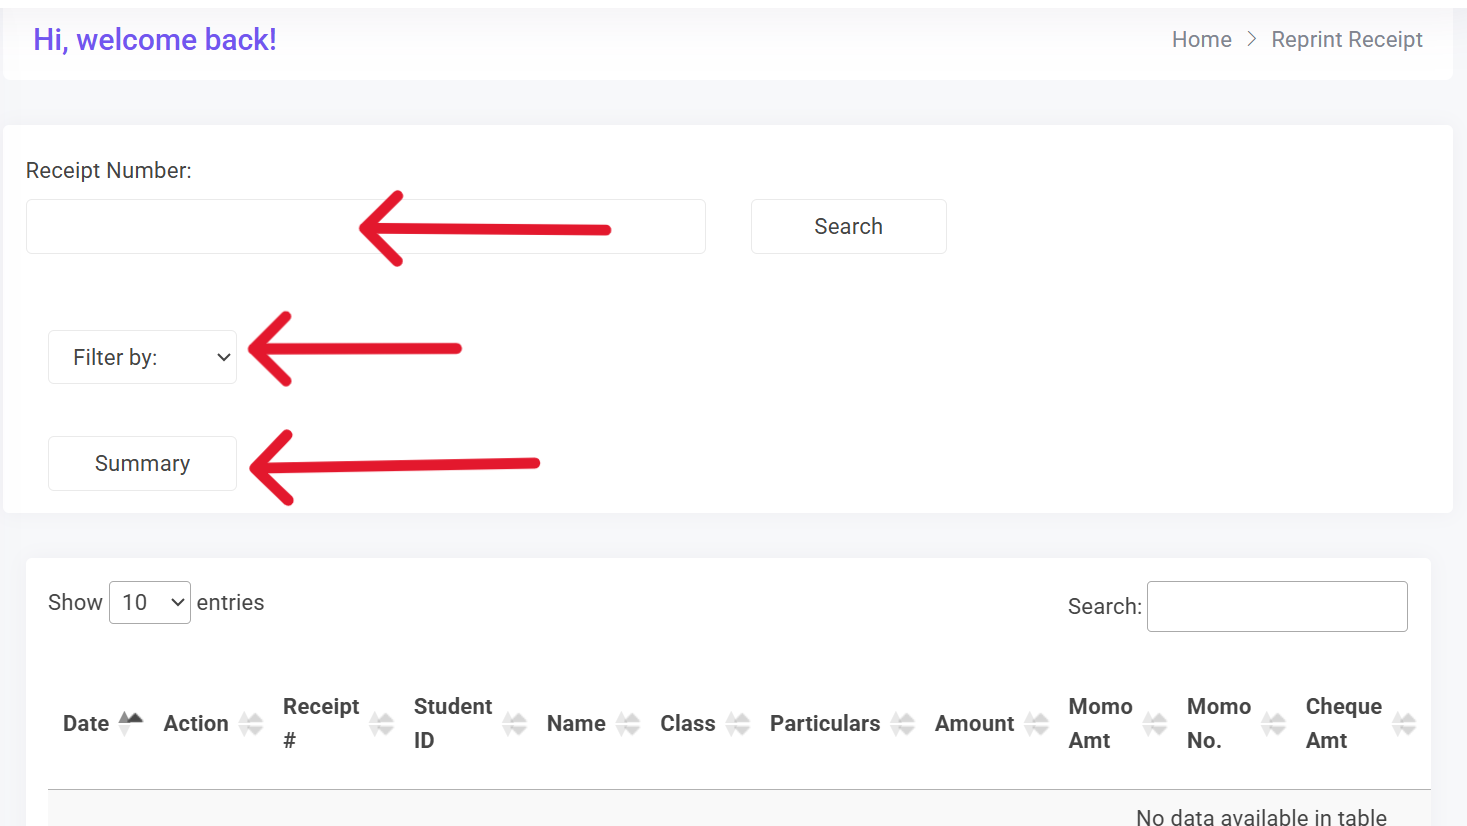 Hi, welcome back!
Home > Reprint Receipt
Receipt Number:
Search
Filter by:
Summary
Show 10 entries
Search:
Date Action Receipt # Student ID Name Class Particulars Amount Momo Amt Momo No. Cheque Amt
No data available in table